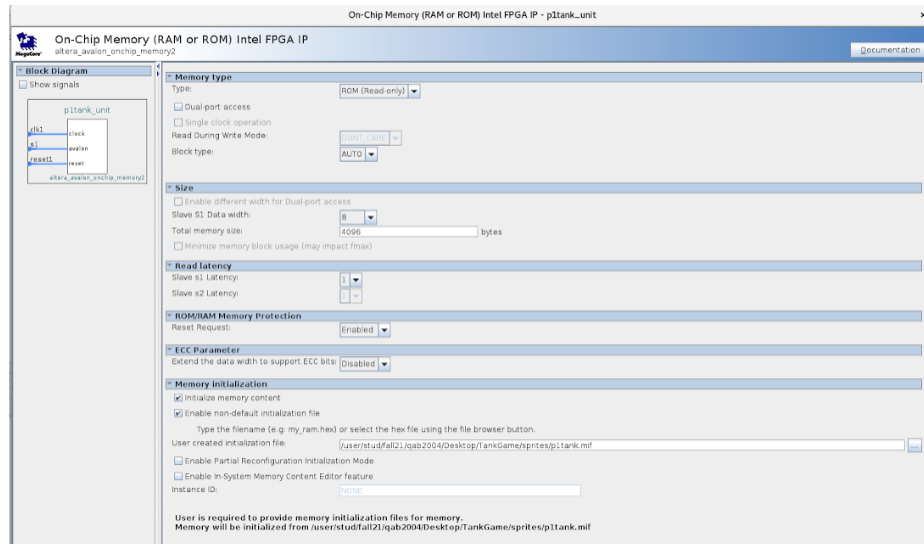 On-Chip Memory (RAM or ROM) Intel FPGA IP - p1tank_unit
On-Chip Memory (RAM or ROM) Intel FPGA IP
altera_avalon_onchip_memory2
MegaCore
Documentation
Block Diagram
Show signals
p1tank_unit
clk1
clock
s1
avalon
reset1
reset
altera_avalon_onchip_memory2
Memory type
Type: ROM (Read-only)
Dual-port access
Single clock operation
Read During Write Mode: DONT_CARE
Block type: AUTO
Size
Enable different width for Dual-port access
Slave S1 Data width: 8
Total memory size: 4096 bytes
Minimize memory block usage (may impact fmax)
Read latency
Slave s1 Latency: 1
Slave s2 Latency:
ROM/RAM Memory Protection
Reset Request: Enabled
ECC Parameter
Extend the data width to support ECC bits: Disabled
Memory initialization
Initialize memory content
Enable non-default initialization file
Type the filename (e.g: my_ram.hex) or select the hex file using the file browser button.
User created initialization file: /user/stud/fall21/qab2004/Desktop/TankGame/sprites/p1tank.mif ...
Enable Partial Reconfiguration Initialization Mode
Enable In-System Memory Content Editor feature
Instance ID: NONE
User is required to provide memory initialization files for memory.
Memory will be initialized from /user/stud/fall21/qab2004/Desktop/TankGame/sprites/p1tank.mif